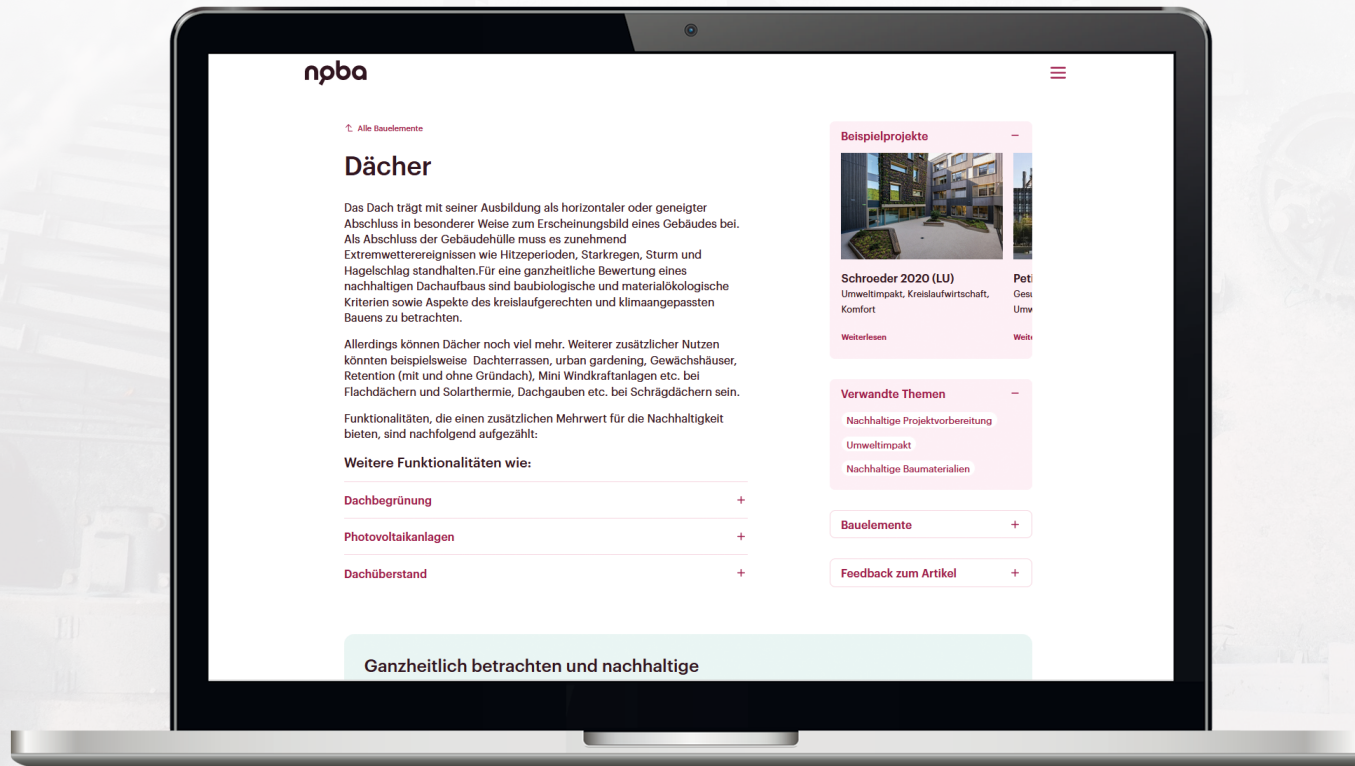 npba
Alle Bauelemente
Dächer
Das Dach trägt mit seiner Ausbildung als horizontaler oder geneigter
Abschluss in besonderer Weise zum Erscheinungsbild eines Gebäudes bei.
Als Abschluss der Gebäudehülle muss es zunehmend
Extremwetterereignissen wie Hitzeperioden, Starkregen, Sturm und
Hagelschlag standhalten.Für eine ganzheitliche Bewertung eines
nachhaltigen Dachaufbaus sind baubiologische und materialökologische
Kriterien sowie Aspekte des kreislaufgerechten und klimaangepassten
Bauens zu betrachten.
Allerdings können Dächer noch viel mehr. Weiterer zusätzlicher Nutzen
könnten beispielsweise Dachterrassen, urban gardening, Gewächshäuser,
Retention (mit und ohne Gründach), Mini Windkraftanlagen etc. bei
Flachdächern und Solarthermie, Dachgauben etc. bei Schrägdächern sein.
Funktionalitäten, die einen zusätzlichen Mehrwert für die Nachhaltigkeit
bieten, sind nachfolgend aufgezählt:
Weitere Funktionalitäten wie:
Dachbegrünung +
Photovoltaikanlagen +
Dachüberstand +
Beispielprojekte −
Schroeder 2020 (LU)
Umweltimpakt, Kreislaufwirtschaft,
Komfort
Weiterlesen
Verwandte Themen −
Nachhaltige Projektvorbereitung
Umweltimpakt
Nachhaltige Baumaterialien
Bauelemente +
Feedback zum Artikel +
Ganzheitlich betrachten und nachhaltige